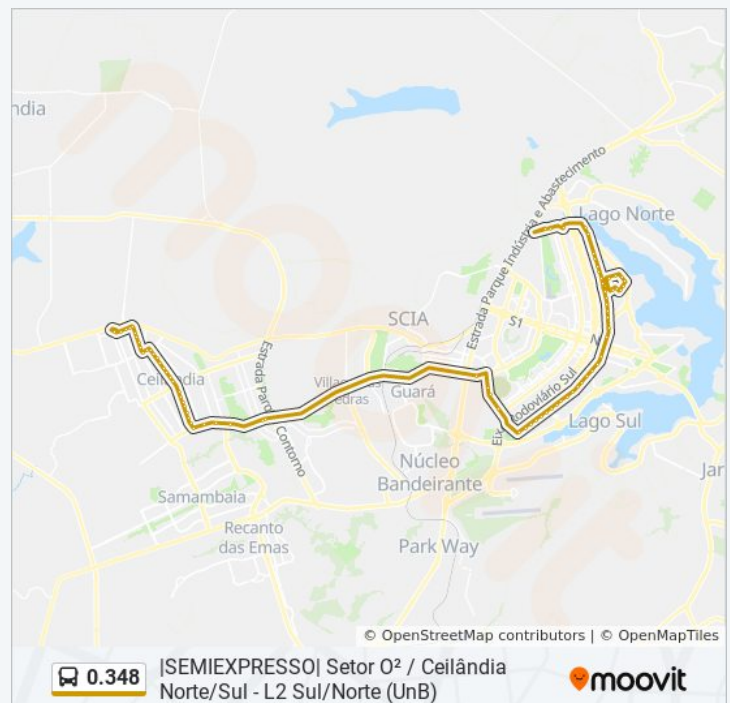 ndia
Estrada Parque Indústria e Abastecimento
Lago Norte
SCIA
S1
N
Ceilândia
Estrada Parque Contorno
Guará
Eixo Rodoviário Sul
Lago Sul
Núcleo
Bandeirante
Jar
Samambaia
Recanto
das Emas
Park Way
© OpenStreetMap contributors | © OpenMapTiles
0.348
|SEMIEXPRESSO| Setor O² / Ceilândia
Norte/Sul - L2 Sul/Norte (UnB)
moovit